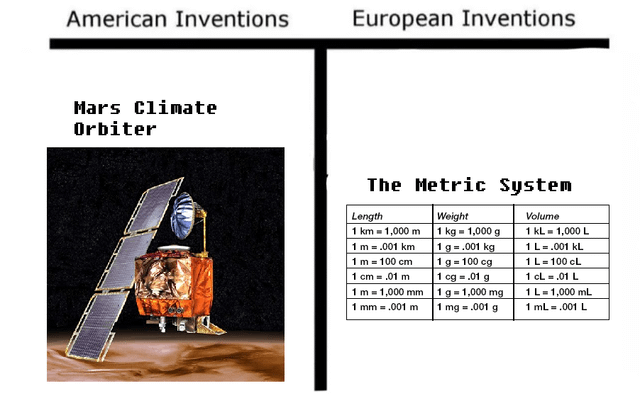 American Inventions
European Inventions
Mars Climate
Orbiter
The Metric System
Length Weight Volume
1 km = 1,000 m 1 kg = 1,000 g 1 kL = 1,000 L
1 m = .001 km 1 g = .001 kg 1 L = .001 kL
1 m = 100 cm 1 g = 100 cg 1 L = 100 cL
1 cm = .01 m 1 cg = .01 g 1 cL = .01 L
1 m = 1,000 mm 1 g = 1,000 mg 1 L = 1,000 mL
1 mm = .001 m 1 mg = .001 g 1 mL = .001 L